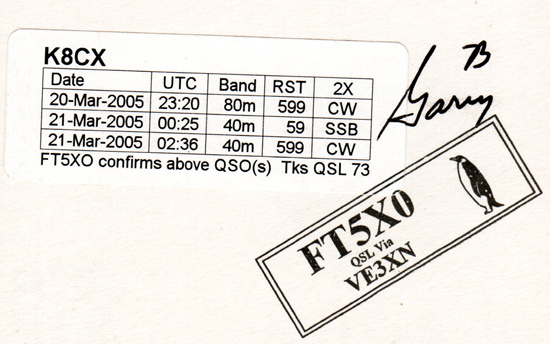 K8CX
Date UTC Band RST 2X
20-Mar-2005 23:20 80m 599 CW
21-Mar-2005 00:25 40m 59 SSB
21-Mar-2005 02:36 40m 599 CW
FT5XO confirms above QSO(s) Tks QSL 73
73
Garry
FT5XO
QSL Via
VE3XN